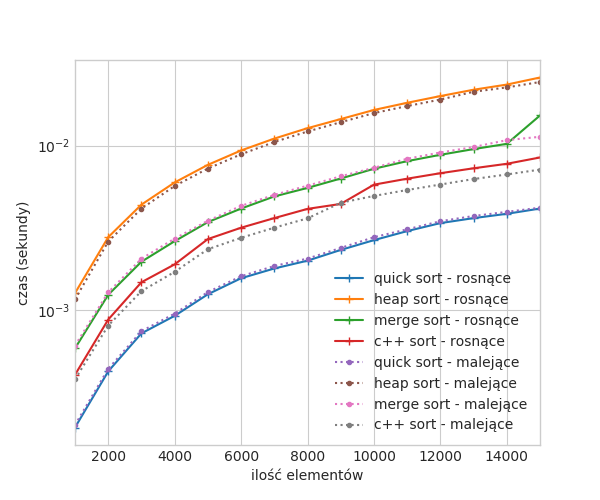 czas (sekundy)
10⁻²
10⁻³
quick sort - rosnące
heap sort - rosnące
merge sort - rosnące
c++ sort - rosnące
quick sort - malejące
heap sort - malejące
merge sort - malejące
c++ sort - malejące
2000 4000 6000 8000 10000 12000 14000
ilość elementów